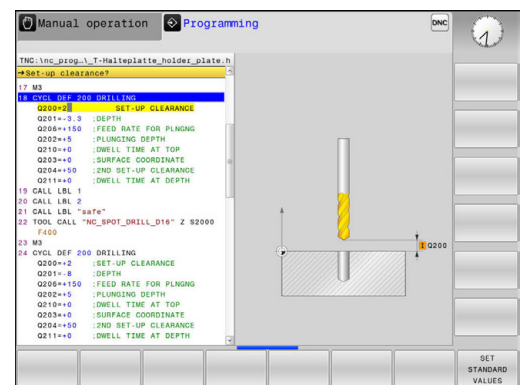 Manual operation
Programming
DNC
TNC:\nc_prog…\_T-Halteplatte_holder_plate.h
→Set-up clearance?
17 M3
18 CYCL DEF 200 DRILLING
Q200=2 SET-UP CLEARANCE
Q201=-3.3 ;DEPTH
Q206=+150 ;FEED RATE FOR PLNGNG
Q202=+5 ;PLUNGING DEPTH
Q210=+0 ;DWELL TIME AT TOP
Q203=+0 ;SURFACE COORDINATE
Q204=+50 ;2ND SET-UP CLEARANCE
Q211=+0 ;DWELL TIME AT DEPTH
19 CALL LBL 1
20 CALL LBL 2
21 CALL LBL "safe"
22 TOOL CALL "NC_SPOT_DRILL_D16" Z S2000
F400
23 M3
24 CYCL DEF 200 DRILLING
Q200=+2 ;SET-UP CLEARANCE
Q201=-8 ;DEPTH
Q206=+150 ;FEED RATE FOR PLNGNG
Q202=+5 ;PLUNGING DEPTH
Q210=+0 ;DWELL TIME AT TOP
Q203=+0 ;SURFACE COORDINATE
Q204=+50 ;2ND SET-UP CLEARANCE
Q211=+0 ;DWELL TIME AT DEPTH
I Q200
SET
STANDARD
VALUES